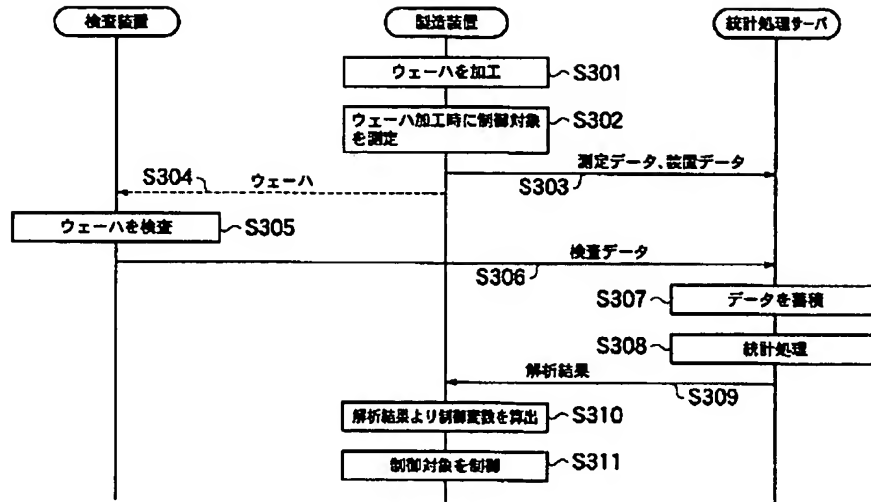 検査装置
製造装置
統計処理サーバ
ウェーハを加工
S301
ウェーハ加工時に制御対象
を測定
S302
測定データ、装置データ
S303
S304
ウェーハ
ウェーハを検査
S305
検査データ
S306
S307
データを蓄積
S308
統計処理
解析結果
S309
解析結果より制御変数を算出
S310
制御対象を制御
S311